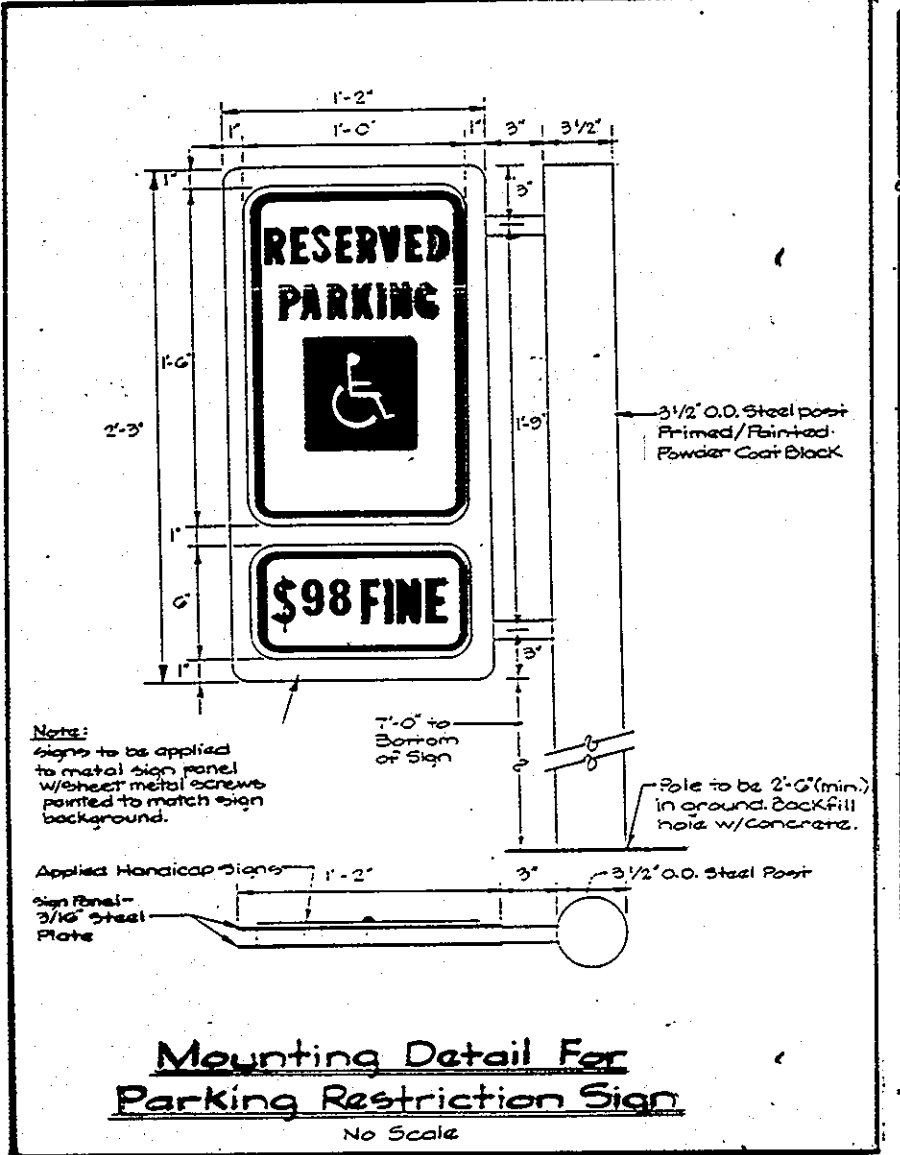 1'-2"
1" 1'-0" 1" 3" 3 1/2"
1"
3"
RESERVED
PARKING
1'-6"
2'-3"
1'-9"
3 1/2" O.D. Steel post
Primed/Painted
Powder Coat Black
1"
$98 FINE
6"
3"
1"
Note:
Signs to be applied
to metal sign panel
w/sheet metal screws
painted to match sign
background.
7'-0" to
Bottom
of Sign
Pole to be 2'-6" (min.)
in ground. Backfill
hole w/concrete.
Applied Handicap Signs
1'-2" 3" 3 1/2" O.D. Steel Post
Sign Panel-
3/16" Steel
Plate
Mounting Detail For
Parking Restriction Sign
No Scale